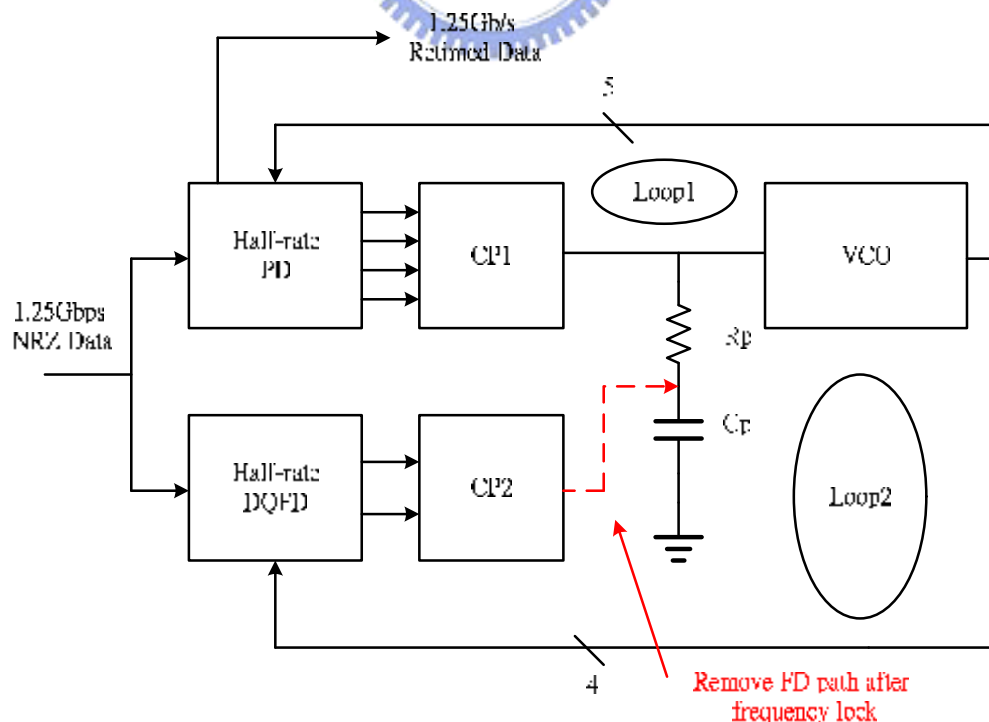 1.25Gb/s
Retimed Data
5
Loop1
Half-rate
PD
CP1
VCO
1.25Gbps
NRZ Data
Rp
Cp
Half-rate
DQFD
CP2
Loop2
4
Remove FD path after
frequency lock